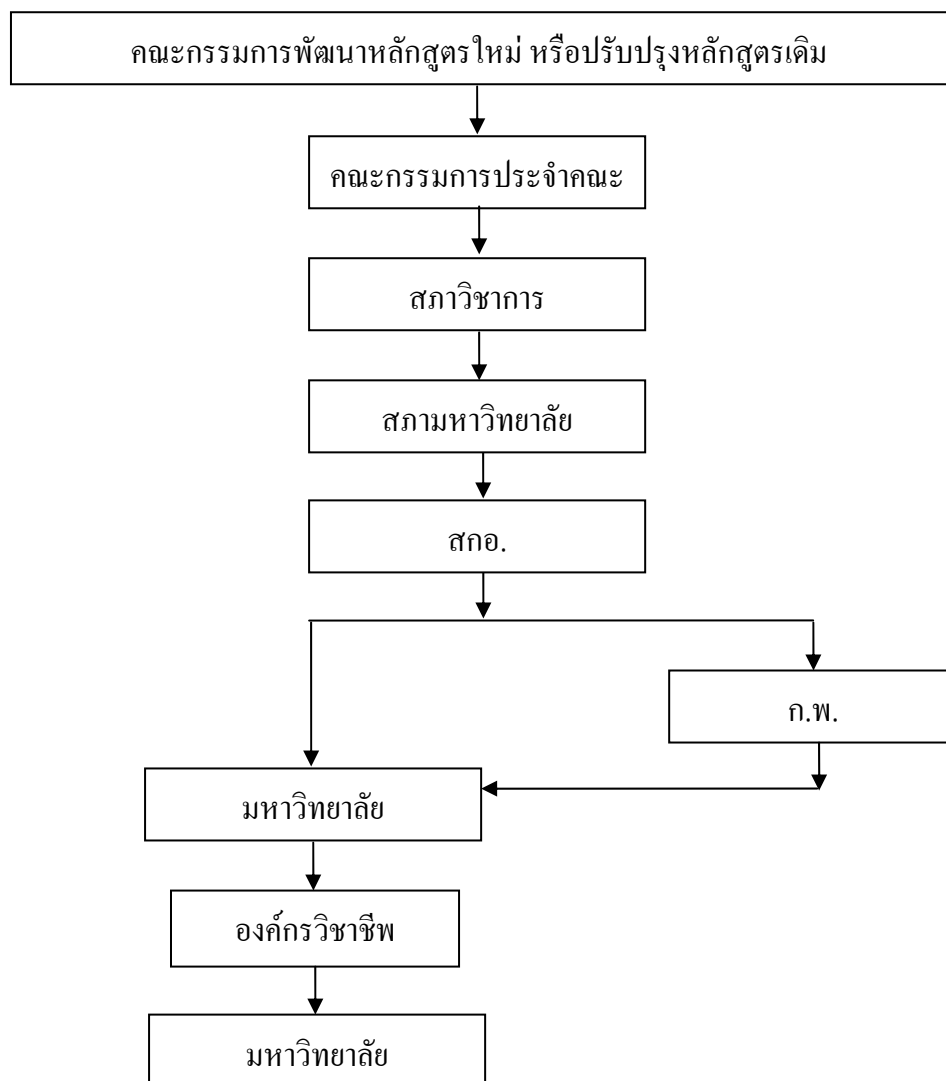 คณะกรรมการพัฒนาหลักสูตรใหม่ หรือปรับปรุงหลักสูตรเดิม
คณะกรรมการประจำคณะ
สภาวิชาการ
สภามหาวิทยาลัย
สกอ.
ก.พ.
มหาวิทยาลัย
องค์กรวิชาชีพ
มหาวิทยาลัย